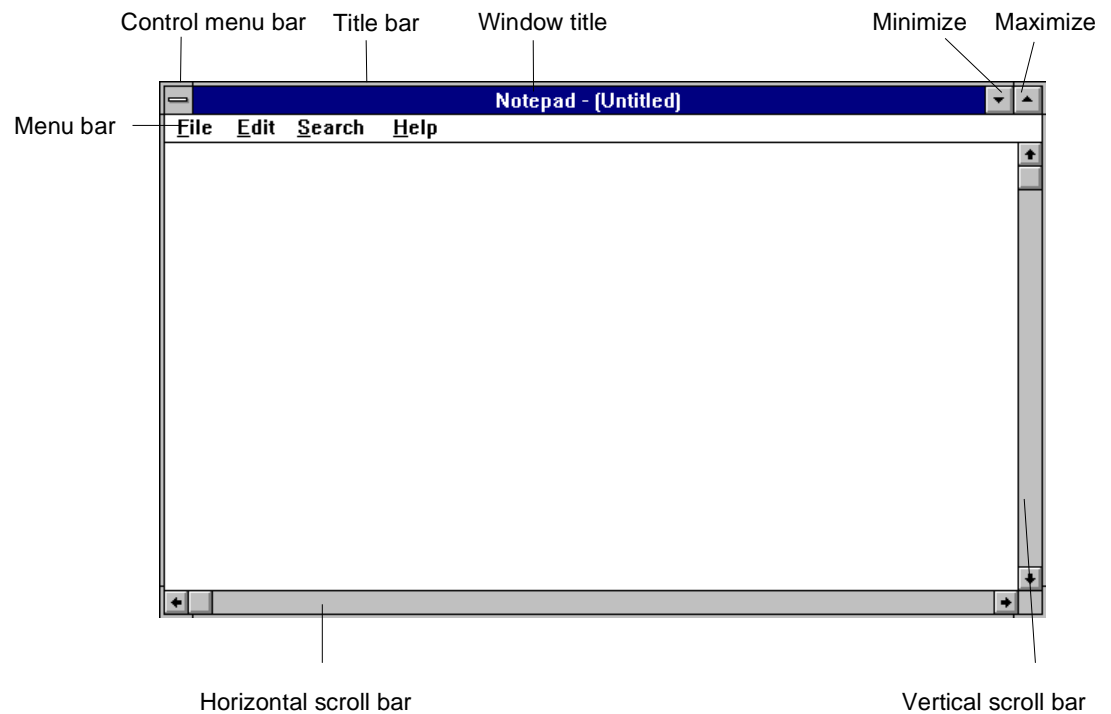 Control menu bar Title bar Window title Minimize Maximize
Notepad - (Untitled)
Menu bar
File Edit Search Help
Horizontal scroll bar Vertical scroll bar